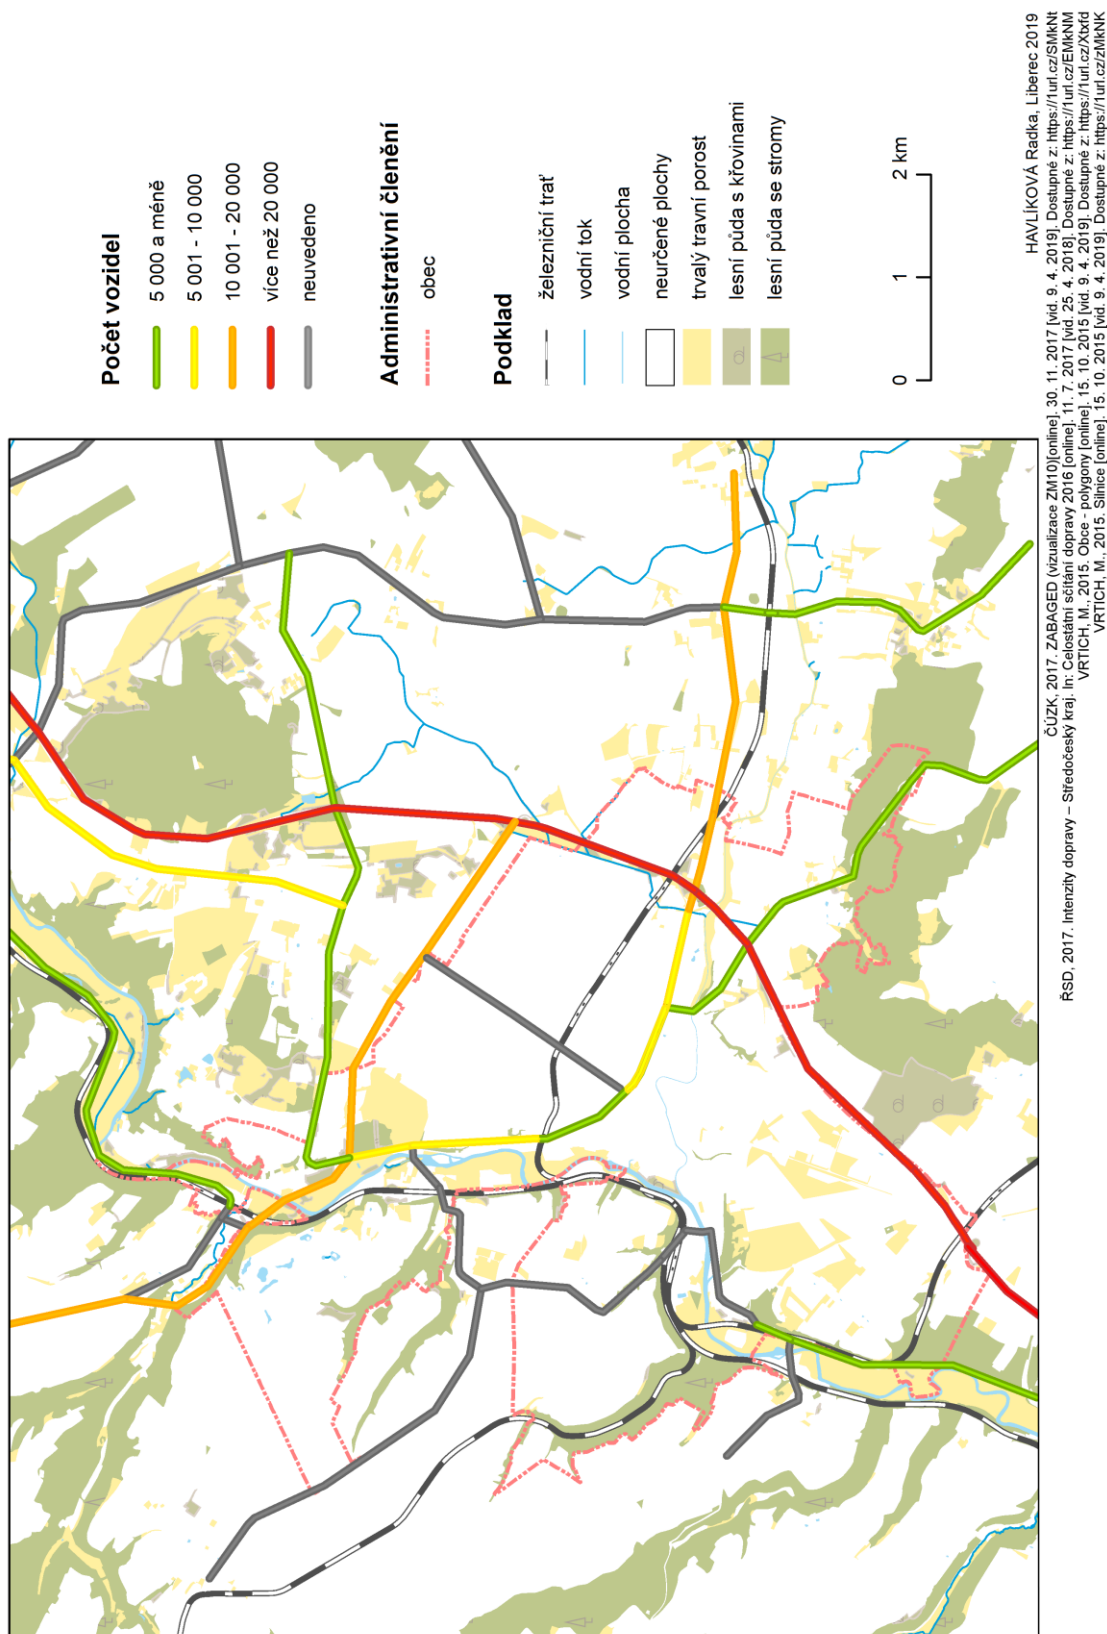 Počet vozidel
5 000 a méně
5 001 - 10 000
10 001 - 20 000
více než 20 000
neuvedeno
Administrativní členění
obec
Podklad
železniční trať
vodní tok
vodní plocha
neurčené plochy
trvalý travní porost
lesní půda s křovinami
lesní půda se stromy
0 1 2 km
HAVLÍKOVÁ Radka, Liberec 2019
ČÚZK, 2017. ZABAGED (vizualizace ZM10)[online]. 30. 11. 2017 [vid. 9. 4. 2019]. Dostupné z: https://1url.cz/SMkNt
ŘSD, 2017. Intenzity dopravy – Středočeský kraj. In: Celostátní sčítání dopravy 2016 [online]. 11. 7. 2017 [vid. 25. 4. 2018]. Dostupné z: https://1url.cz/EMkNM
VRTICH, M., 2015. Obce - polygony [online]. 15. 10. 2015 [vid. 9. 4. 2019]. Dostupné z: https://1url.cz/Xtxfd
VRTICH, M., 2015. Silnice [online]. 15. 10. 2015 [vid. 9. 4. 2019]. Dostupné z: https://1url.cz/zMkNK